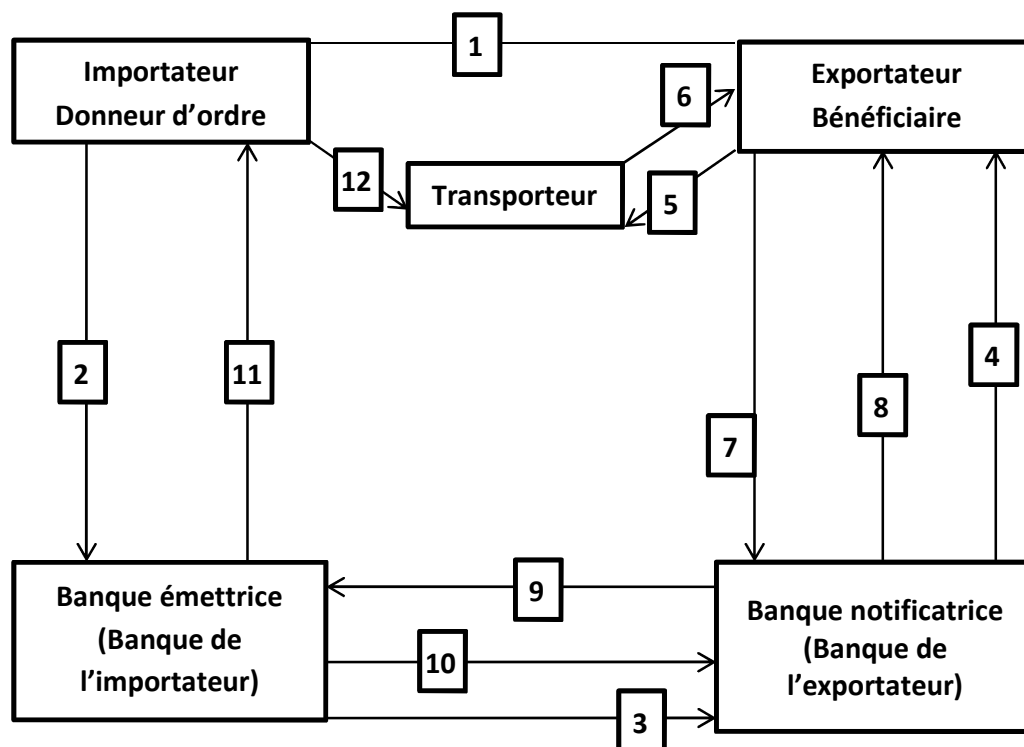 1
Importateur
Donneur d’ordre
Exportateur
Bénéficiaire
6
12
Transporteur
5
2
11
4
8
7
Banque émettrice
(Banque de
l’importateur)
9
10
3
Banque notificatrice
(Banque de
l’exportateur)